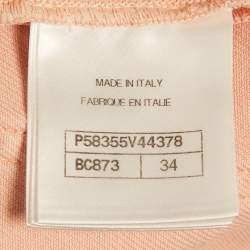 MADE IN ITALY
FABRIQUE EN ITALIE
P58355V44378
BC873 34